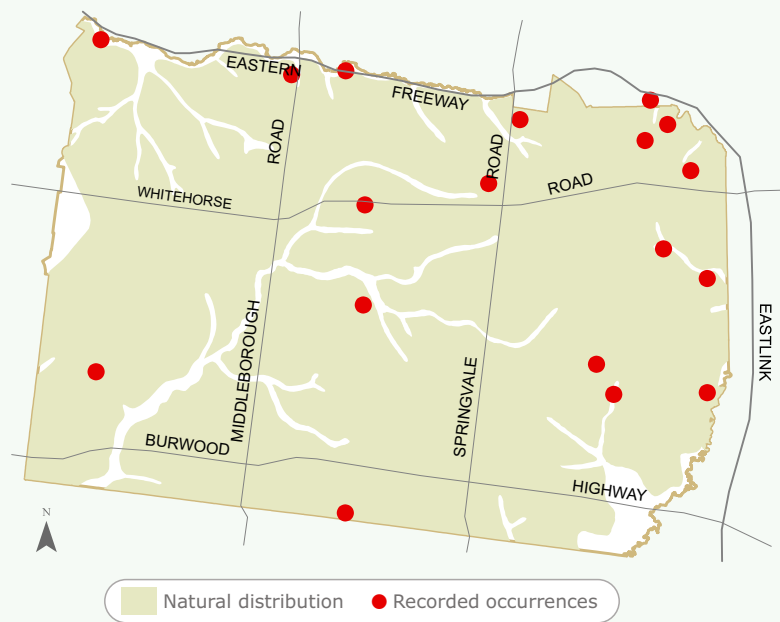 EASTERN
FREEWAY
ROAD
ROAD
WHITEHORSE
ROAD
MIDDLEBOROUGH
SPRINGVALE
EASTLINK
BURWOOD
HIGHWAY
N
Natural distribution
Recorded occurrences